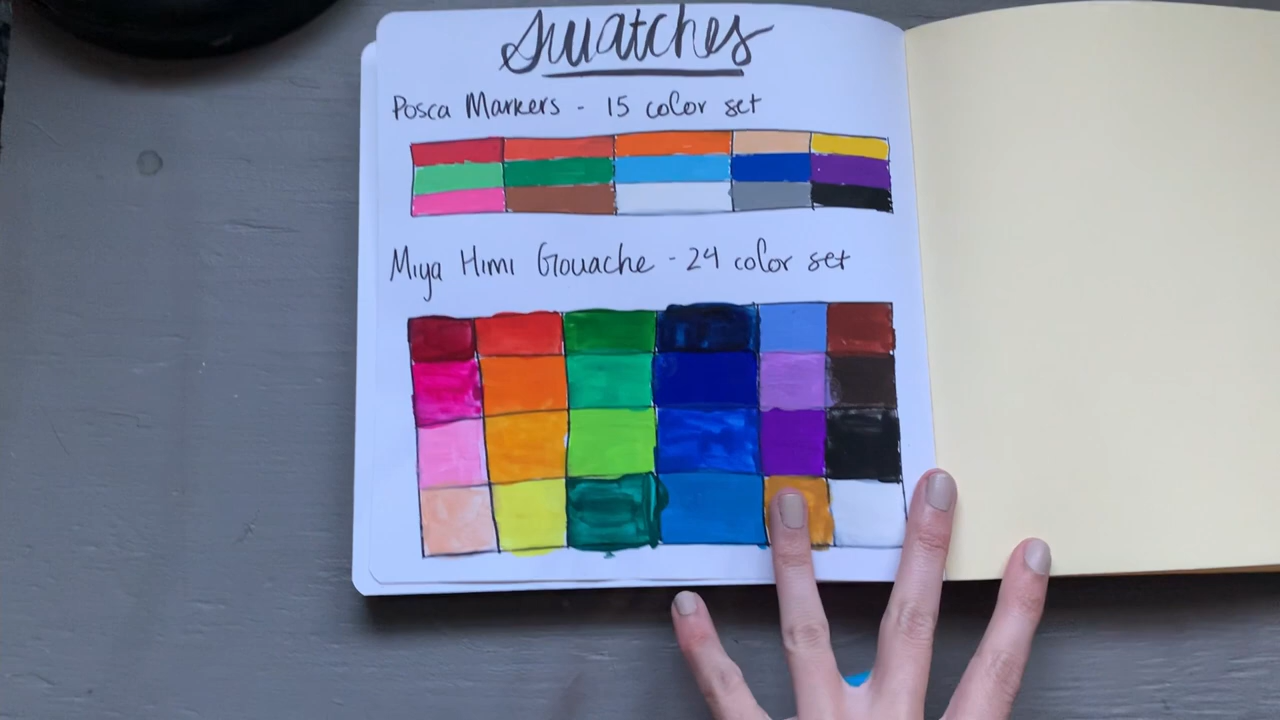 Swatches
Posca Markers - 15 color set
Miya Himi Gouache - 24 color set